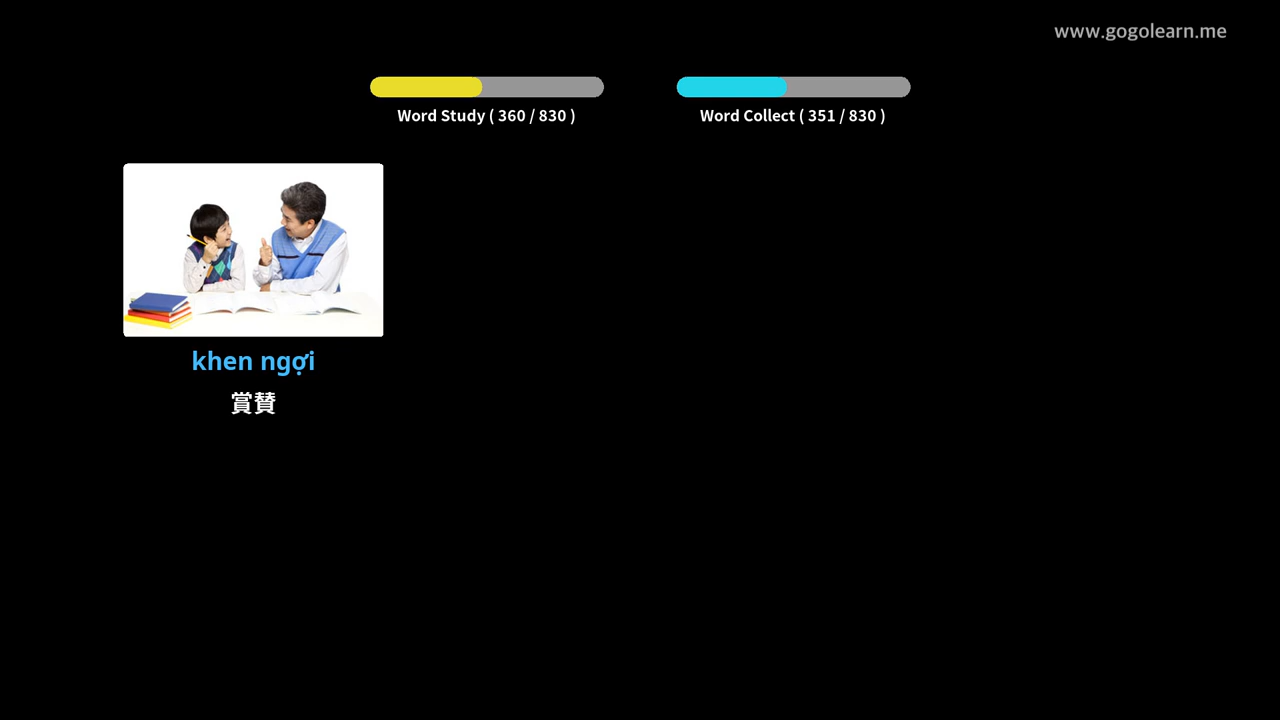 www.gogolearn.me
Word Study ( 360 / 830 )
Word Collect ( 351 / 830 )
khen ngợi
賞賛